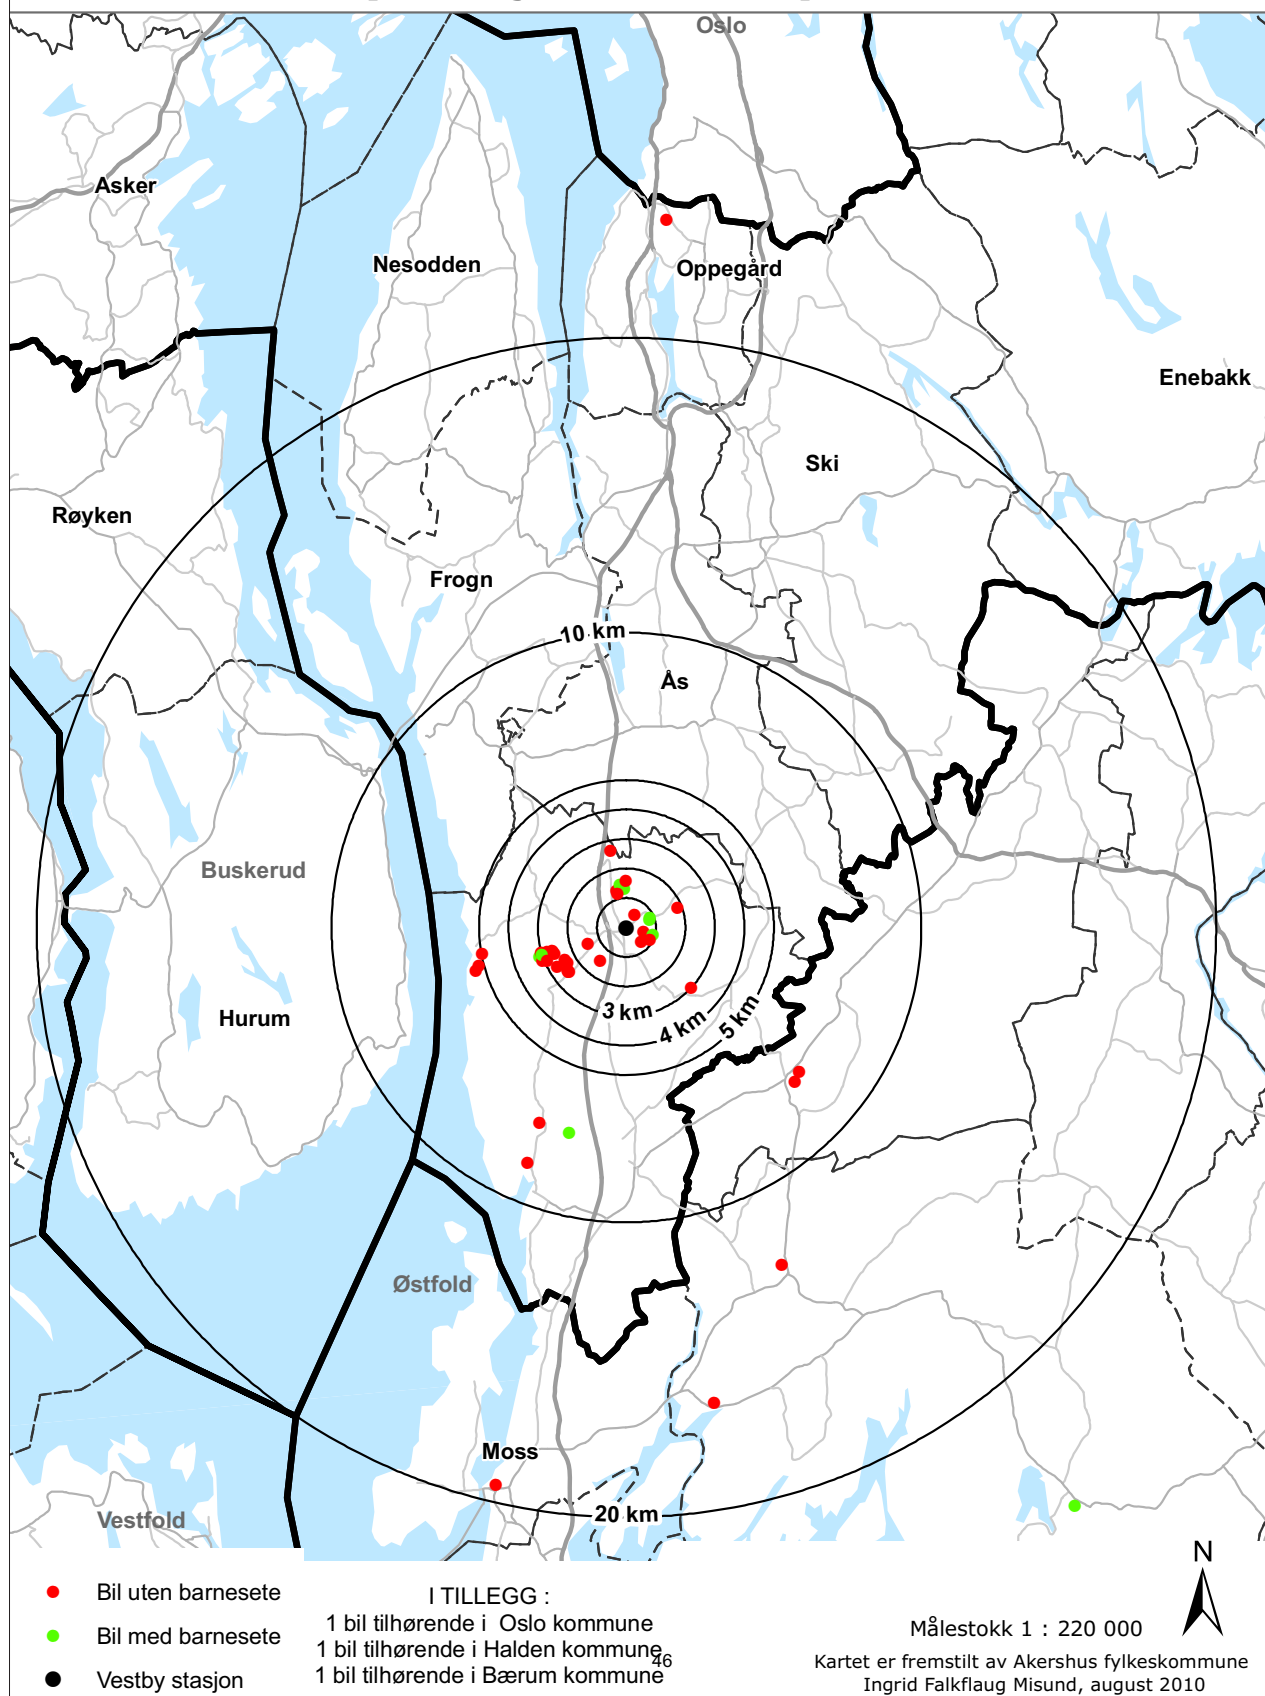 Oslo
Asker
Nesodden
Oppegård
Enebakk
Ski
Røyken
Frogn
10 km
Ås
Buskerud
Hurum
3 km
4 km
5 km
Østfold
Moss
20 km
Vestfold
N
Bil uten barnesete
Bil med barnesete
Vestby stasjon
I TILLEGG :
1 bil tilhørende i Oslo kommune
1 bil tilhørende i Halden kommune
1 bil tilhørende i Bærum kommune
46
Målestokk 1 : 220 000
Kartet er fremstilt av Akershus fylkeskommune
Ingrid Falkflaug Misund, august 2010